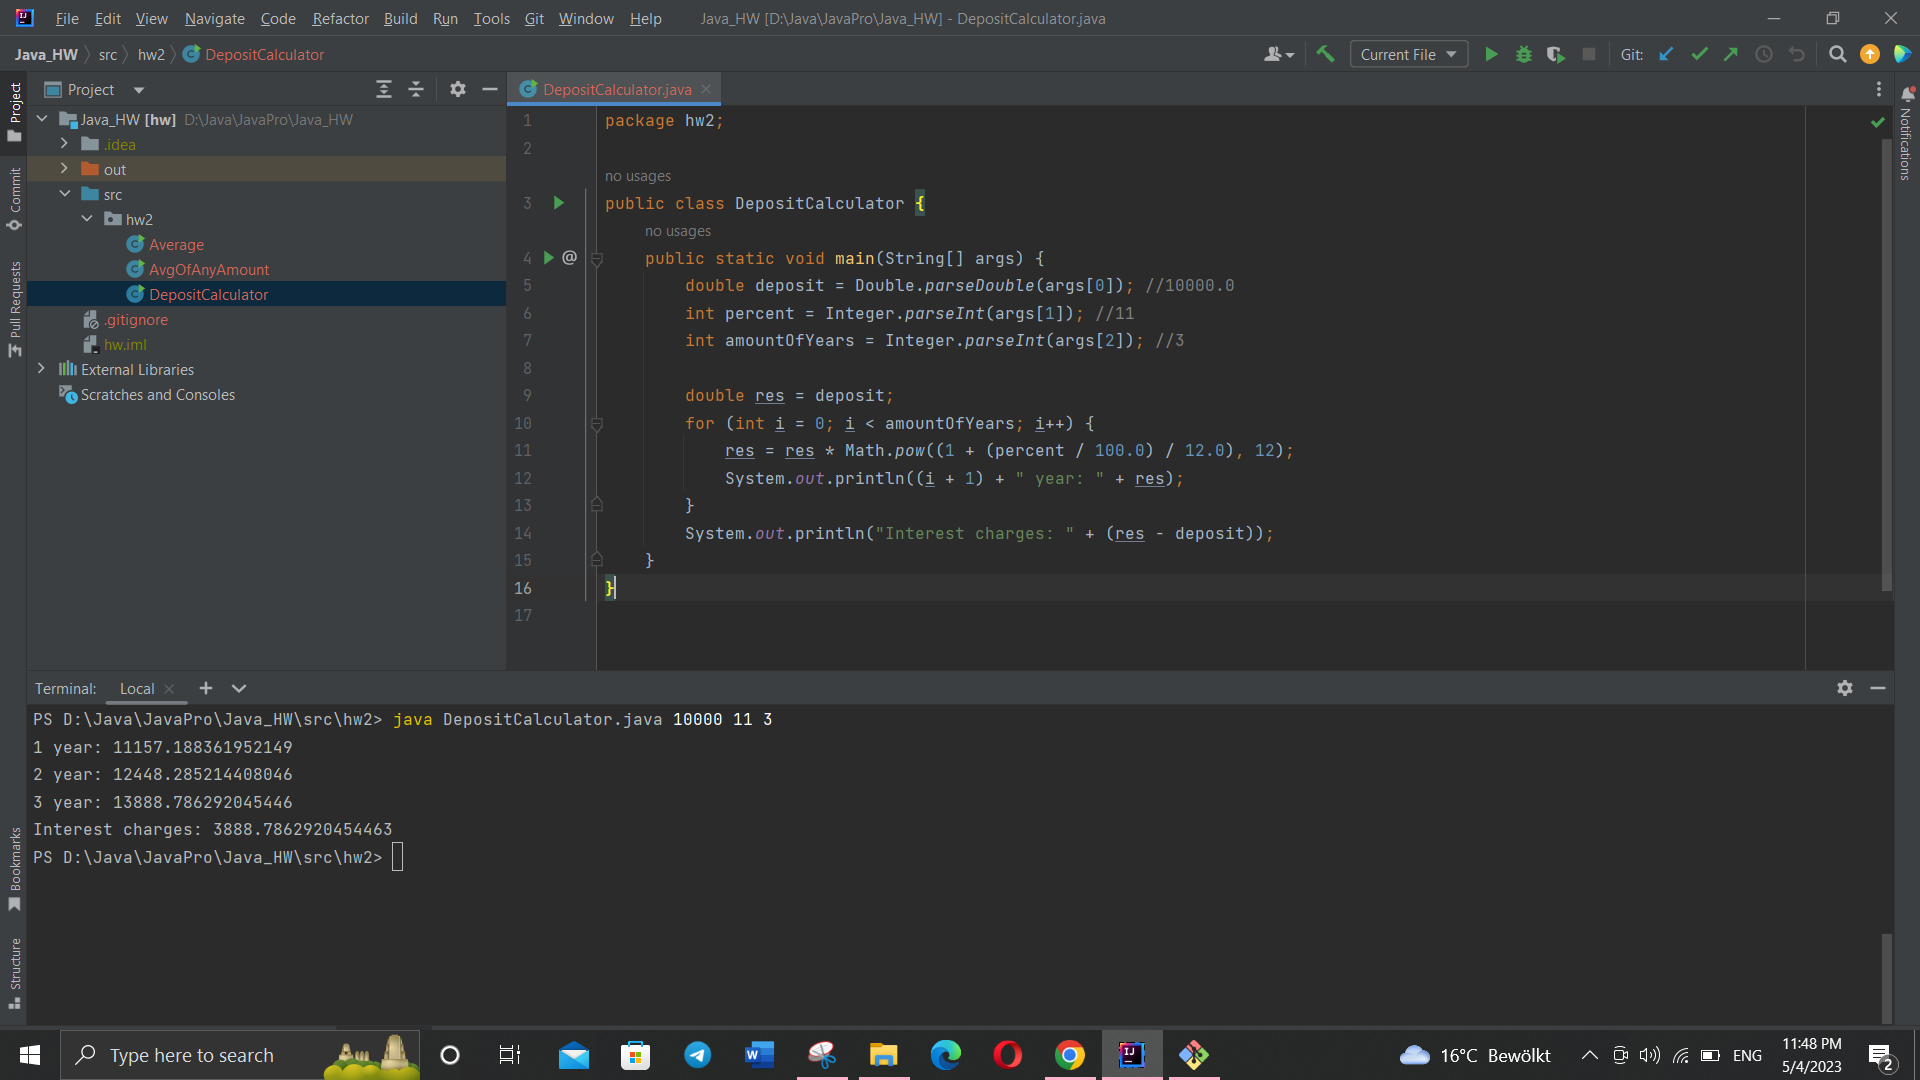 File Edit View Navigate Code Refactor Build Run Tools Git Window Help Java_HW [D:\Java\JavaPro\Java_HW] - DepositCalculator.java
Java_HW src hw2 DepositCalculator Current File Git:
Project
DepositCalculator.java
Java_HW [hw] D:\Java\JavaPro\Java_HW
.idea
out
src
hw2
Average
AvgOfAnyAmount
DepositCalculator
.gitignore
hw.iml
External Libraries
Scratches and Consoles
Project
Commit
Pull Requests
Bookmarks
Structure
Notifications
1 package hw2;
2
no usages
3 public class DepositCalculator {
no usages
4 @ public static void main(String[] args) {
5 double deposit = Double.parseDouble(args[0]); //10000.0
6 int percent = Integer.parseInt(args[1]); //11
7 int amountOfYears = Integer.parseInt(args[2]); //3
8
9 double res = deposit;
10 for (int i = 0; i < amountOfYears; i++) {
11 res = res * Math.pow((1 + (percent / 100.0) / 12.0), 12);
12 System.out.println((i + 1) + " year: " + res);
13 }
14 System.out.println("Interest charges: " + (res - deposit));
15 }
16 }
17
Terminal: Local
PS D:\Java\JavaPro\Java_HW\src\hw2> java DepositCalculator.java 10000 11 3
1 year: 11157.188361952149
2 year: 12448.285214408046
3 year: 13888.786292045446
Interest charges: 3888.7862920454463
PS D:\Java\JavaPro\Java_HW\src\hw2>
Type here to search
16°C Bewölkt
ENG
11:48 PM
5/4/2023
2